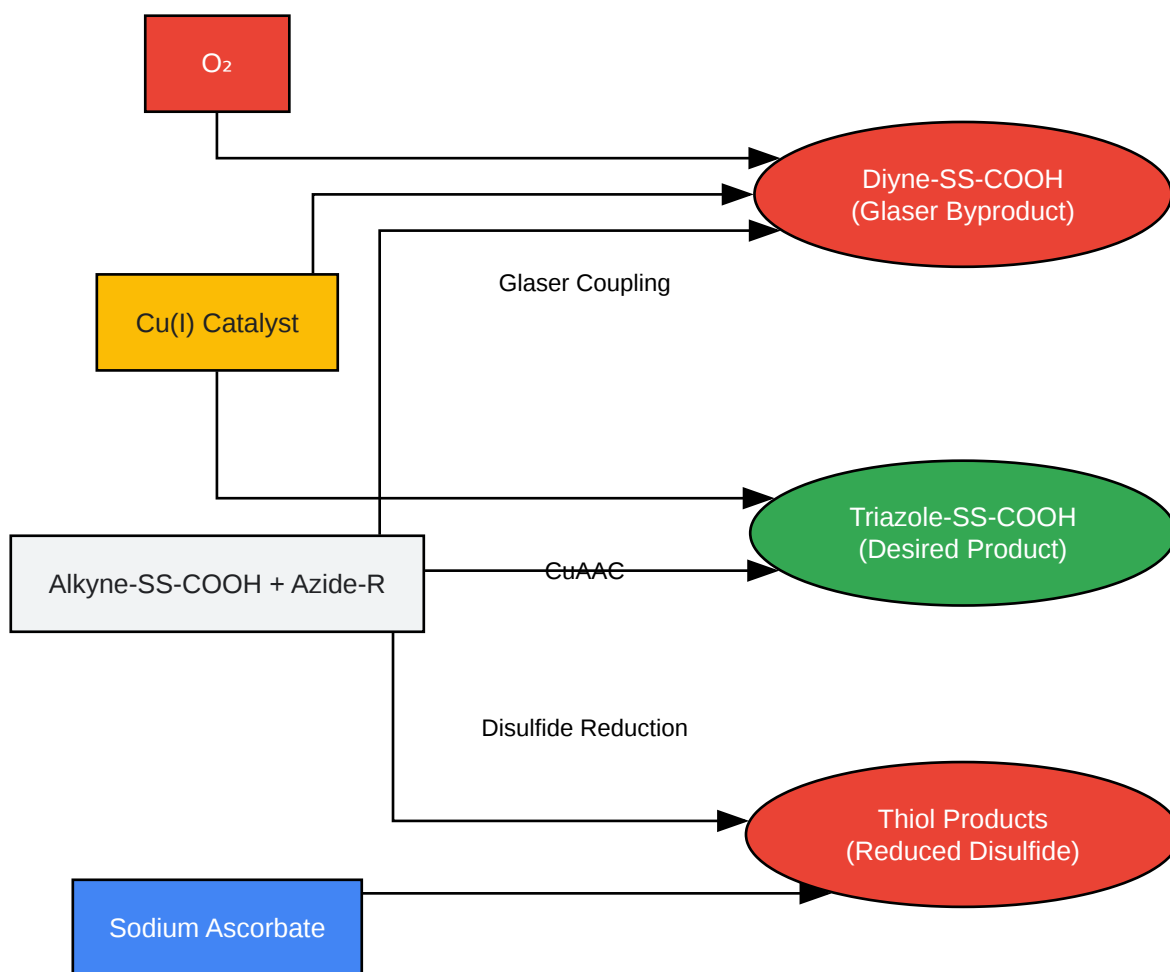 O₂
Diyne-SS-COOH
(Glaser Byproduct)
Glaser Coupling
Cu(I) Catalyst
Triazole-SS-COOH
(Desired Product)
CuAAC
Alkyne-SS-COOH + Azide-R
Disulfide Reduction
Thiol Products
(Reduced Disulfide)
Sodium Ascorbate